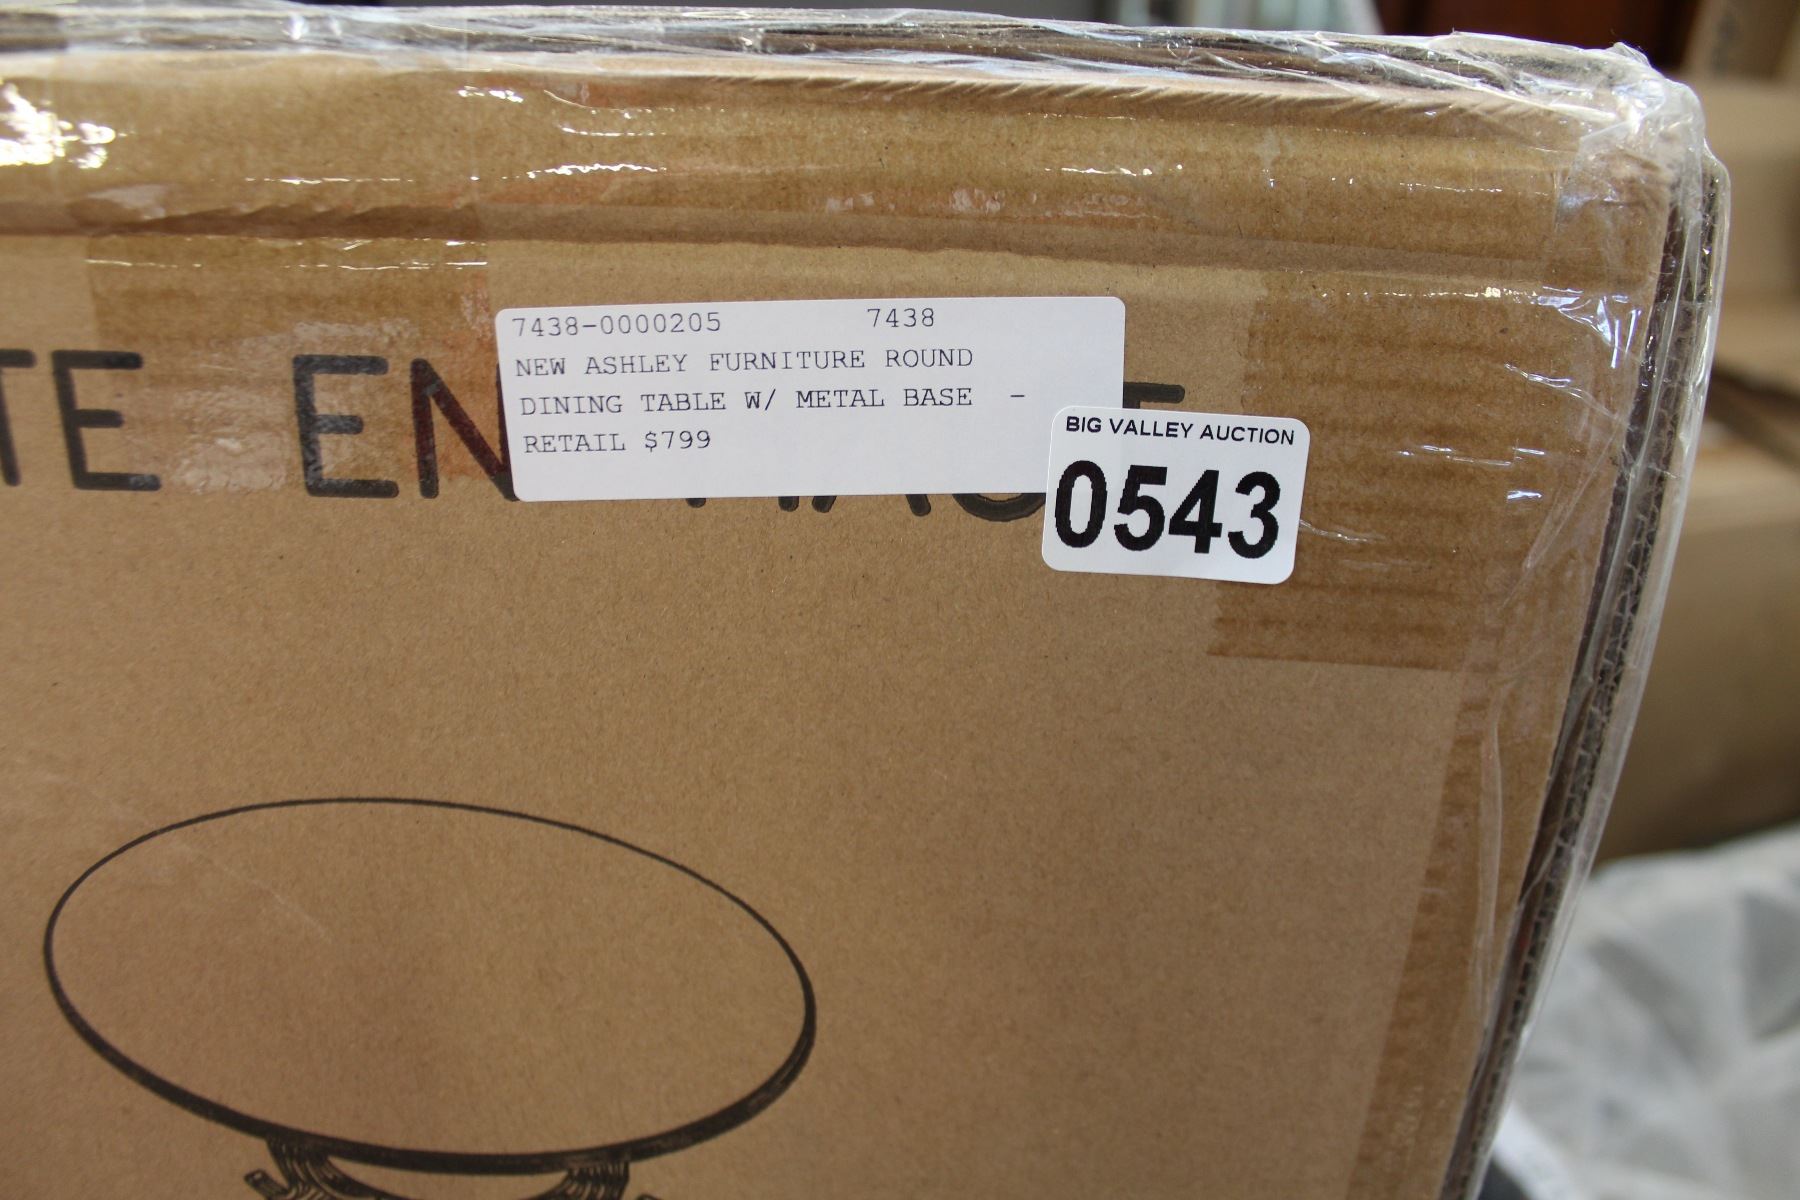 7438-0000205 7438
NEW ASHLEY FURNITURE ROUND
DINING TABLE W/ METAL BASE -
RETAIL $799
BIG VALLEY AUCTION
0543